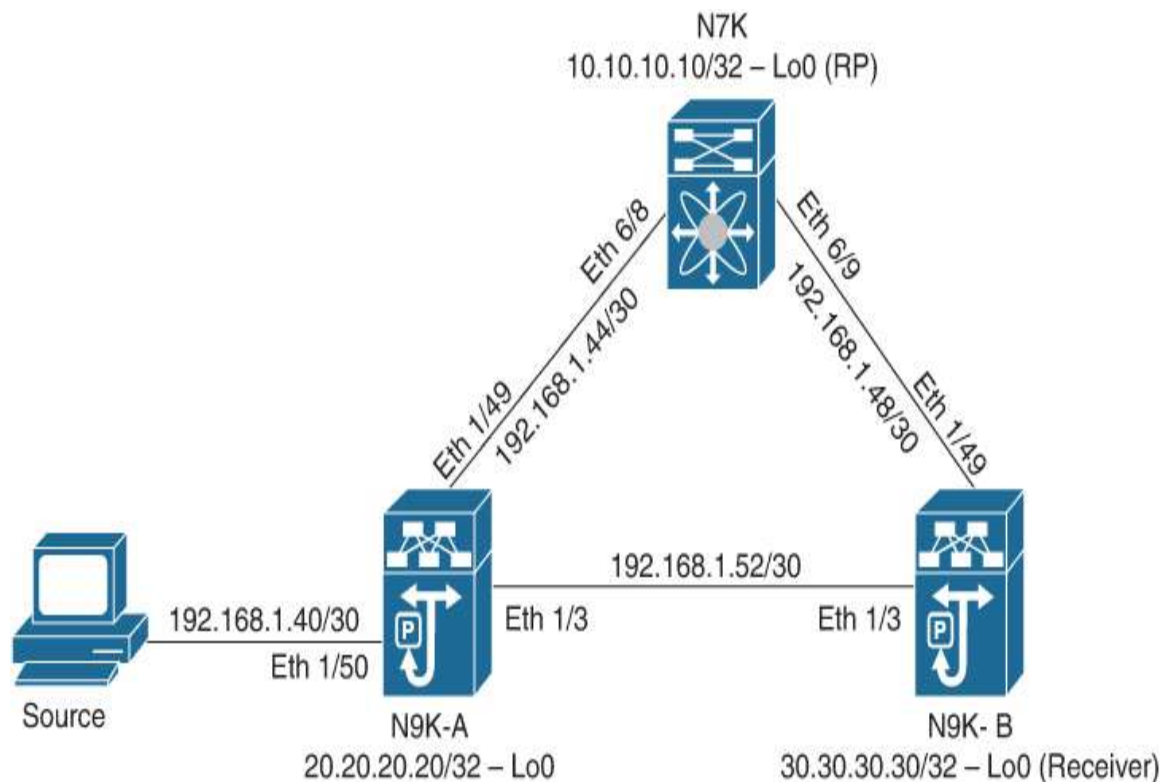 N7K
10.10.10.10/32 – Lo0 (RP)
Eth 6/8
Eth 6/9
192.168.1.44/30
192.168.1.48/30
Eth 1/49
Eth 1/49
192.168.1.52/30
192.168.1.40/30
Eth 1/3
Eth 1/3
P
P
Eth 1/50
Source
N9K-A
N9K- B
20.20.20.20/32 – Lo0
30.30.30.30/32 – Lo0 (Receiver)